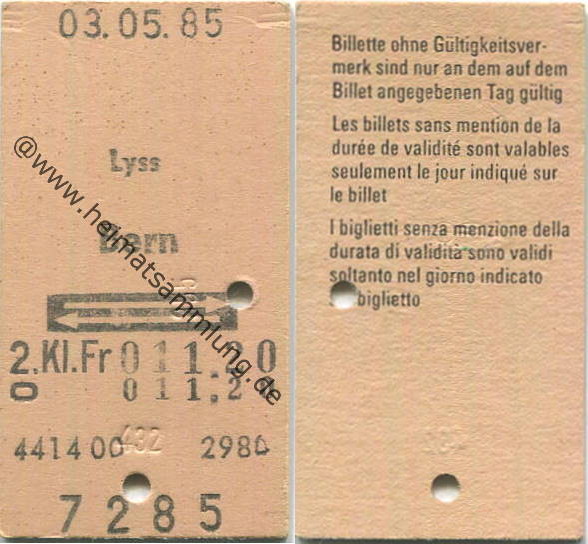 03.05.85
Lyss
Bern
2.Kl.Fr 011.20
0 011:2
441400 432 2980
7285
@www.heimatsammlung.de
Billette ohne Gültigkeitsver-
merk sind nur an dem auf dem
Billet angegebenen Tag gültig
Les billets sans mention de la
durée de validité sont valables
seulement le jour indiqué sur
le billet
I biglietti senza menzione della
durata di validità sono validi
soltanto nel giorno indicato
biglietto